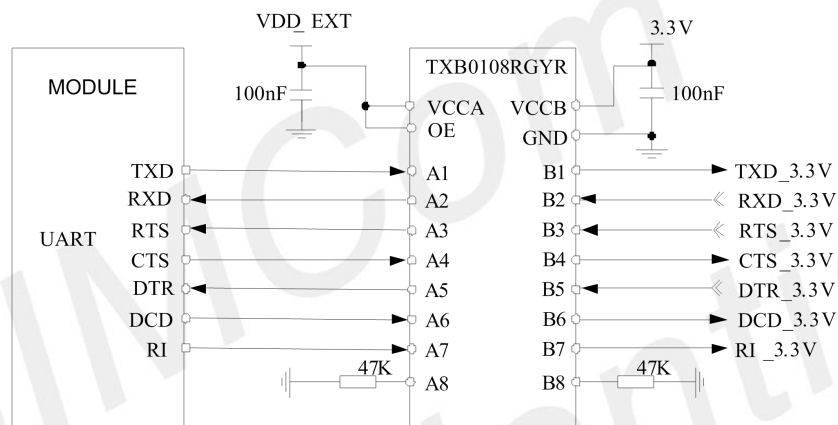 VDD_EXT
3.3V
TXB0108RGYR
MODULE
100nF
VCCA
VCCB
100nF
OE
GND
TXD
A1
B1
TXD_3.3V
RXD
A2
B2
RXD_3.3V
UART
RTS
A3
B3
RTS_3.3V
CTS
A4
B4
CTS_3.3V
DTR
A5
B5
DTR_3.3V
DCD
A6
B6
DCD_3.3V
RI
A7
B7
RI_3.3V
47K
A8
B8
47K